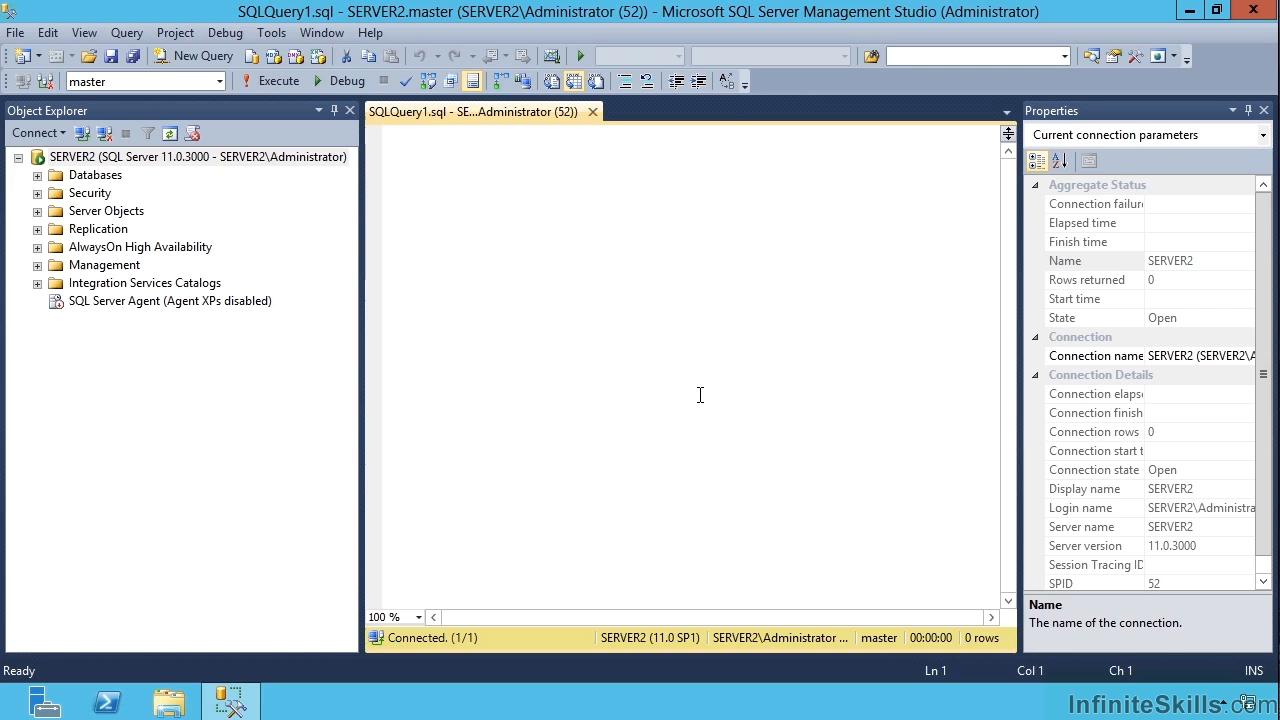 SQLQuery1.sql - SERVER2.master (SERVER2\Administrator (52)) - Microsoft SQL Server Management Studio (Administrator)
File Edit View Query Project Debug Tools Window Help
New Query
master Execute Debug
Object Explorer
Connect
SERVER2 (SQL Server 11.0.3000 - SERVER2\Administrator)
Databases
Security
Server Objects
Replication
AlwaysOn High Availability
Management
Integration Services Catalogs
SQL Server Agent (Agent XPs disabled)
SQLQuery1.sql - SE...Administrator (52))
100 %
Connected. (1/1) SERVER2 (11.0 SP1) SERVER2\Administrator ... master 00:00:00 0 rows
Properties
Current connection parameters
Aggregate Status
Connection failure
Elapsed time
Finish time
Name SERVER2
Rows returned 0
Start time
State Open
Connection
Connection name SERVER2 (SERVER2\A
Connection Details
Connection elapse
Connection finish
Connection rows 0
Connection start t
Connection state Open
Display name SERVER2
Login name SERVER2\Administra
Server name SERVER2
Server version 11.0.3000
Session Tracing ID
SPID 52
Name
The name of the connection.
Ready Ln 1 Col 1 Ch 1 INS
InfiniteSkills.com